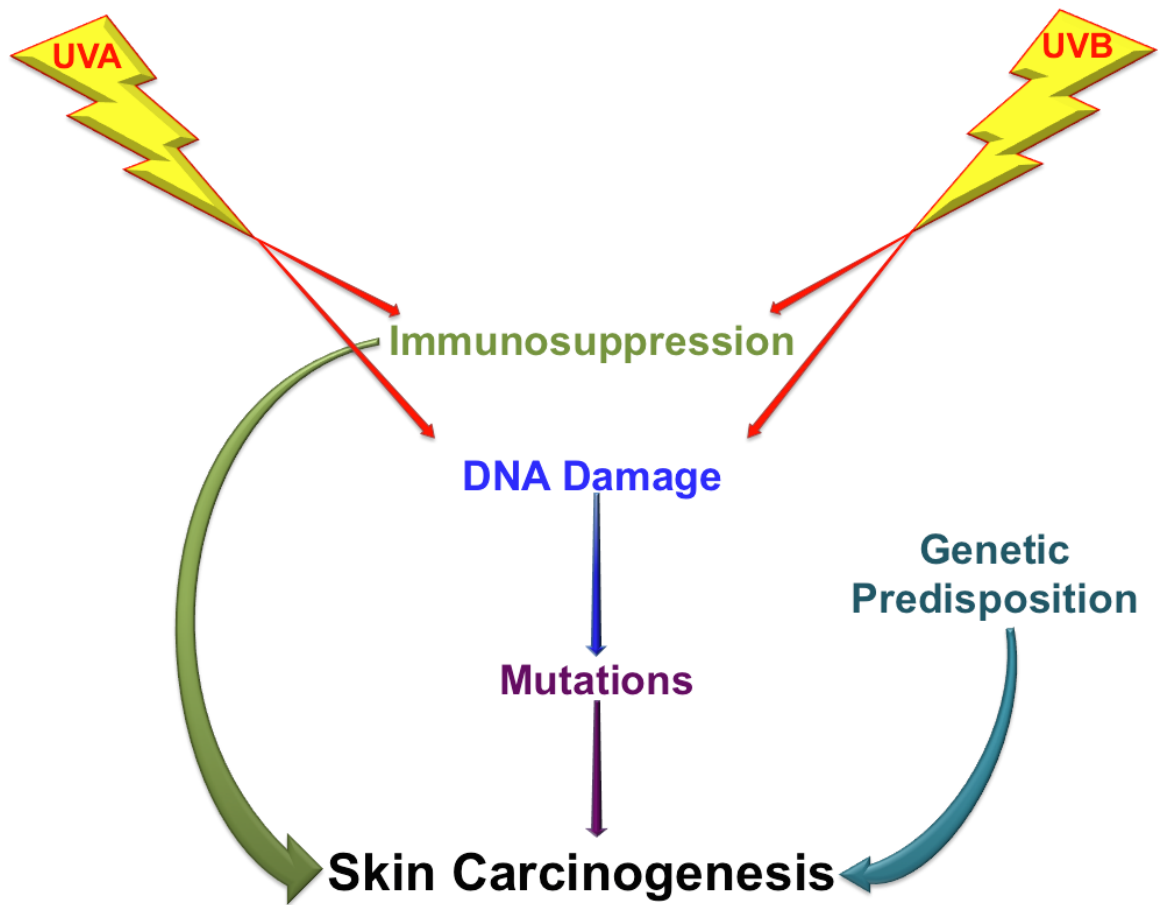 UVA
UVB
Immunosuppression
DNA Damage
Genetic
Predisposition
Mutations
Skin Carcinogenesis